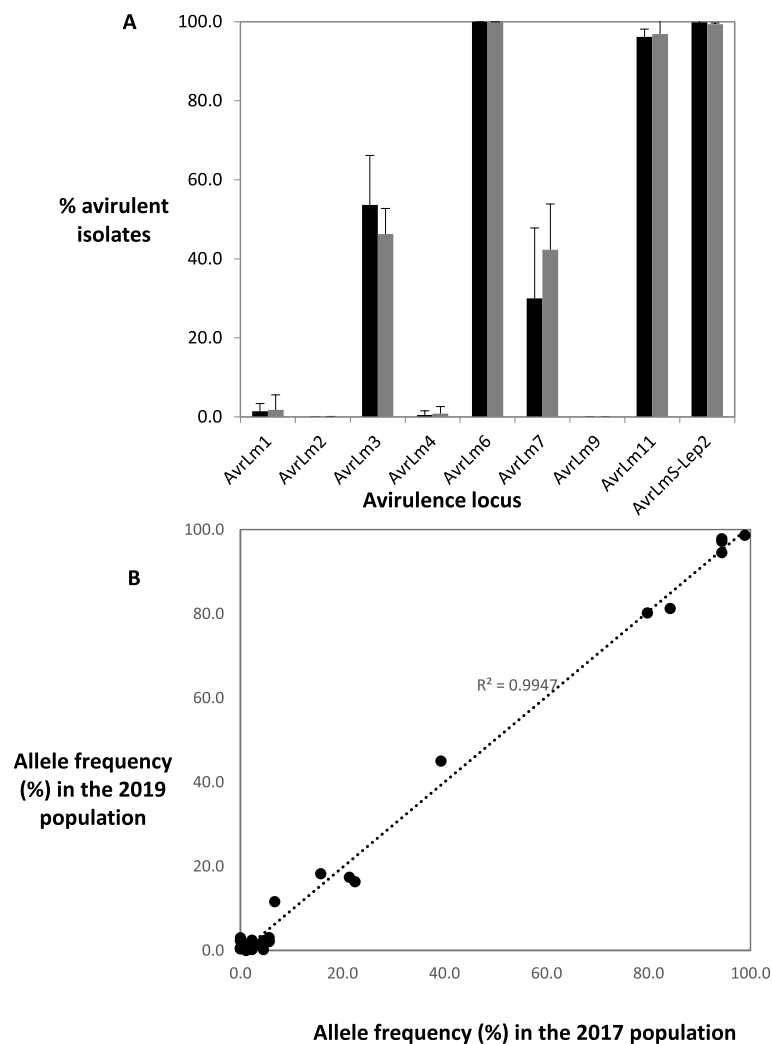 A
100.0
80.0
60.0
40.0
20.0
0.0
% avirulent
isolates
AvrLm1
AvrLm2
AvrLm3
AvrLm4
AvrLm6
AvrLm7
AvrLm9
AvrLm11
AvrLmS-Lep2
Avirulence locus
B
100.0
80.0
60.0
40.0
20.0
0.0
R² = 0.9947
Allele frequency
(%) in the 2019
population
0.0
20.0
40.0
60.0
80.0
100.0
Allele frequency (%) in the 2017 population